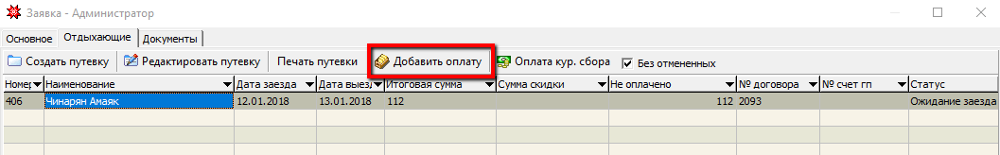 Заявка - Администратор
Основное Отдыхающие Документы
Создать путевку Редактировать путевку Печать путевки Добавить оплату Оплата кур. сбора Без отмененных
Номер Наименование Дата заезда Дата выезд Итоговая сумма Сумма скидки Не оплачено № договора № счет гп Статус
406 Чинарян Амаяк 12.01.2018 13.01.2018 112 112 2093 Ожидание заезда